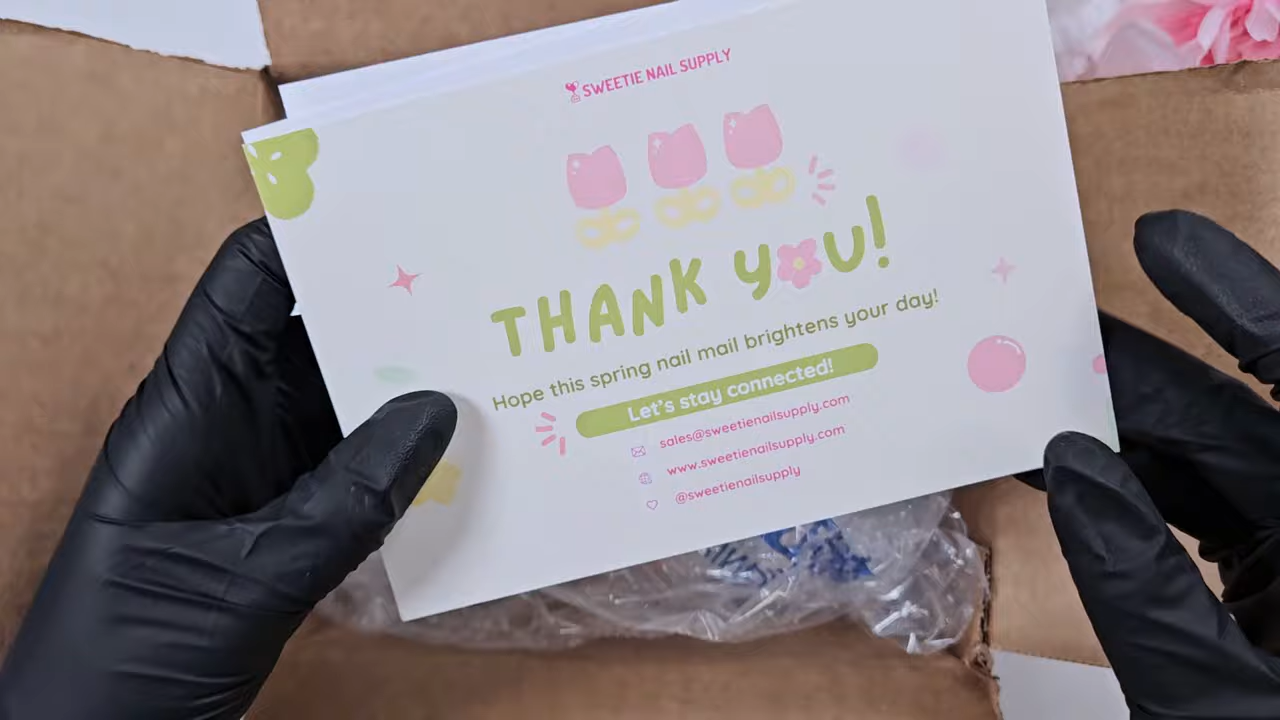 SWEETIE NAIL SUPPLY
THANK YOU!
Hope this spring nail mail brightens your day!
Let's stay connected!
sales@sweetienailsupply.com
www.sweetienailsupply.com
@sweetienailsupply